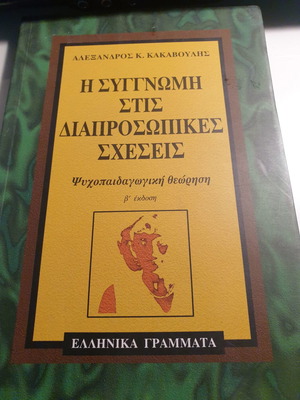 ΑΛΕΞΑΝΔΡΟΣ Κ. ΚΑΚΑΒΟΥΛΗΣ
Η ΣΥΓΓΝΩΜΗ
ΣΤΙΣ
ΔΙΑΠΡΟΣΩΠΙΚΕΣ
ΣΧΕΣΕΙΣ
Ψυχοπαιδαγωγική θεώρηση
β' έκδοση
ΕΛΛΗΝΙΚΑ ΓΡΑΜΜΑΤΑ